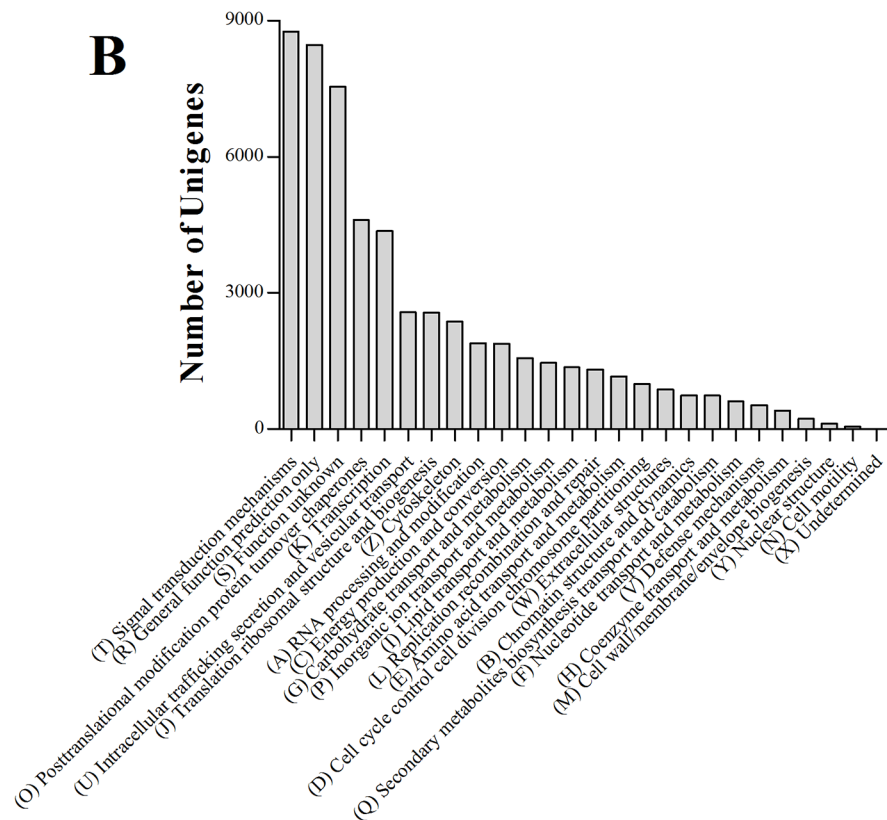 B
Number of Unigenes
9000
6000
3000
0
(T) Signal transduction mechanisms
(R) General function prediction only
(S) Function unknown
(O) Posttranslational modification protein turnover chaperones
(K) Transcription
(U) Intracellular trafficking secretion and vesicular transport
(J) Translation ribosomal structure and biogenesis
(Z) Cytoskeleton
(A) RNA processing and modification
(C) Energy production and conversion
(G) Carbohydrate transport and metabolism
(P) Inorganic ion transport and metabolism
(I) Lipid transport and metabolism
(L) Replication recombination and repair
(E) Amino acid transport and metabolism
(D) Cell cycle control cell division chromosome partitioning
(W) Extracellular structures
(B) Chromatin structure and dynamics
(Q) Secondary metabolites biosynthesis transport and catabolism
(F) Nucleotide transport and metabolism
(V) Defense mechanisms
(H) Coenzyme transport and metabolism
(M) Cell wall/membrane/envelope biogenesis
(Y) Nuclear structure
(N) Cell motility
(X) Undetermined